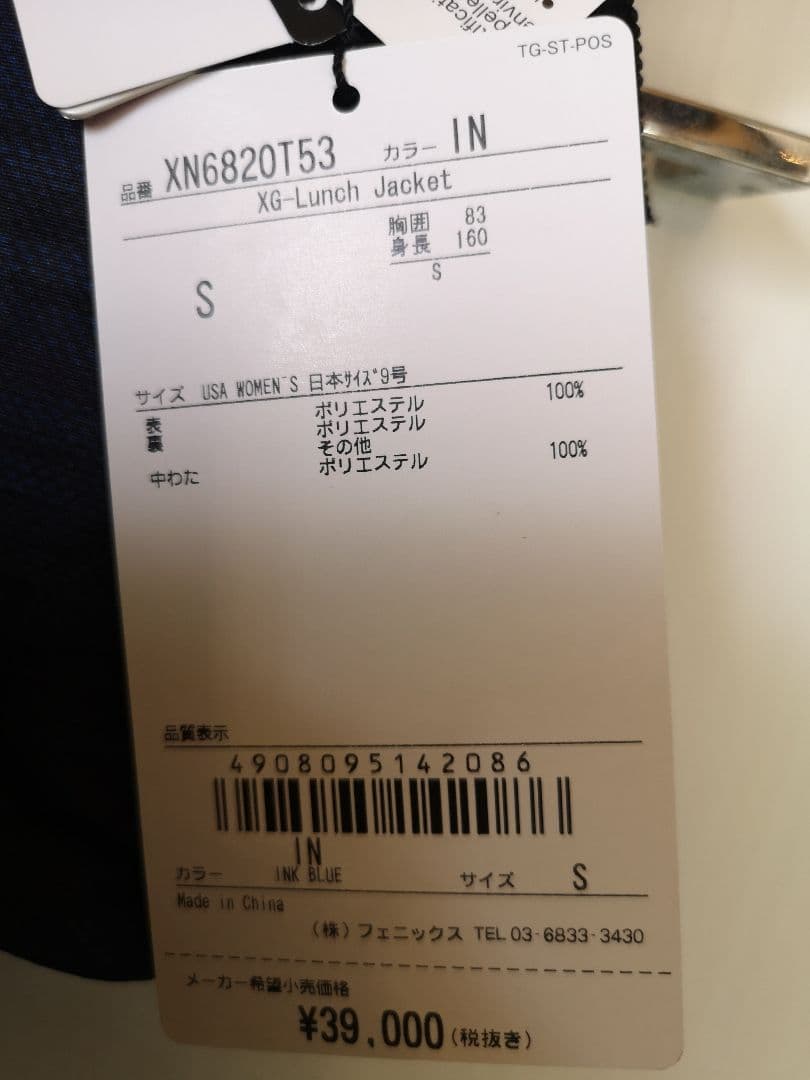 TG-ST-POS
品番 XN6820T53 カラー IN
XG-Lunch Jacket
胸囲 83
身長 160
S
S
サイズ USA WOMEN'S 日本ｻｲｽﾞ9号
表 ポリエステル 100%
裏 ポリエステル
その他
中わた ポリエステル 100%
品質表示
4908095142086
IN
カラー INK BLUE サイズ S
Made in China
（株）フェニックス TEL 03-6833-3430
メーカー希望小売価格
¥39,000(税抜き)